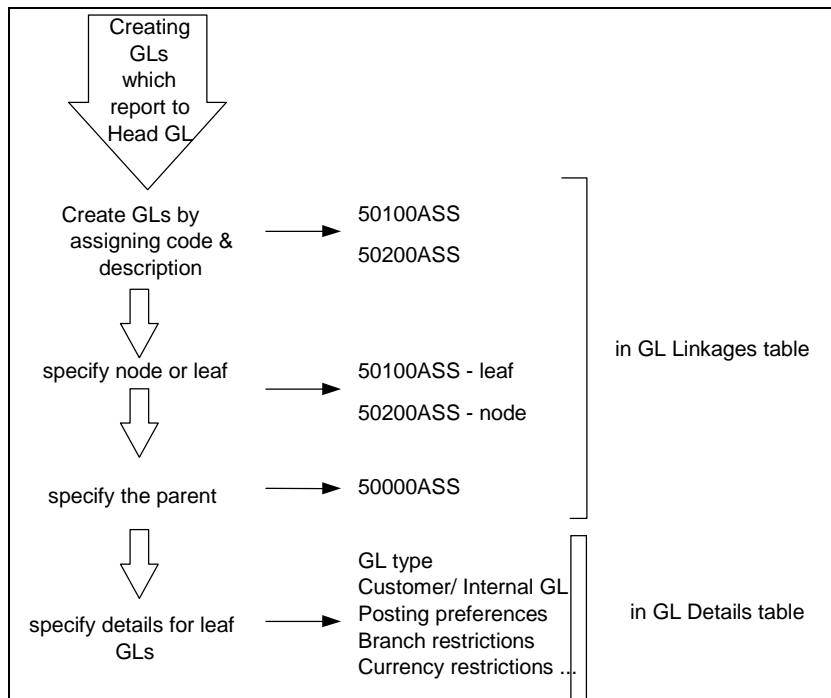 Creating
GLs
which
report to
Head GL
Create GLs by
assigning code &
description
50100ASS
50200ASS
specify node or leaf
50100ASS - leaf
50200ASS - node
in GL Linkages table
specify the parent
50000ASS
specify details for leaf
GLs
GL type
Customer/ Internal GL
Posting preferences
Branch restrictions
Currency restrictions ...
in GL Details table